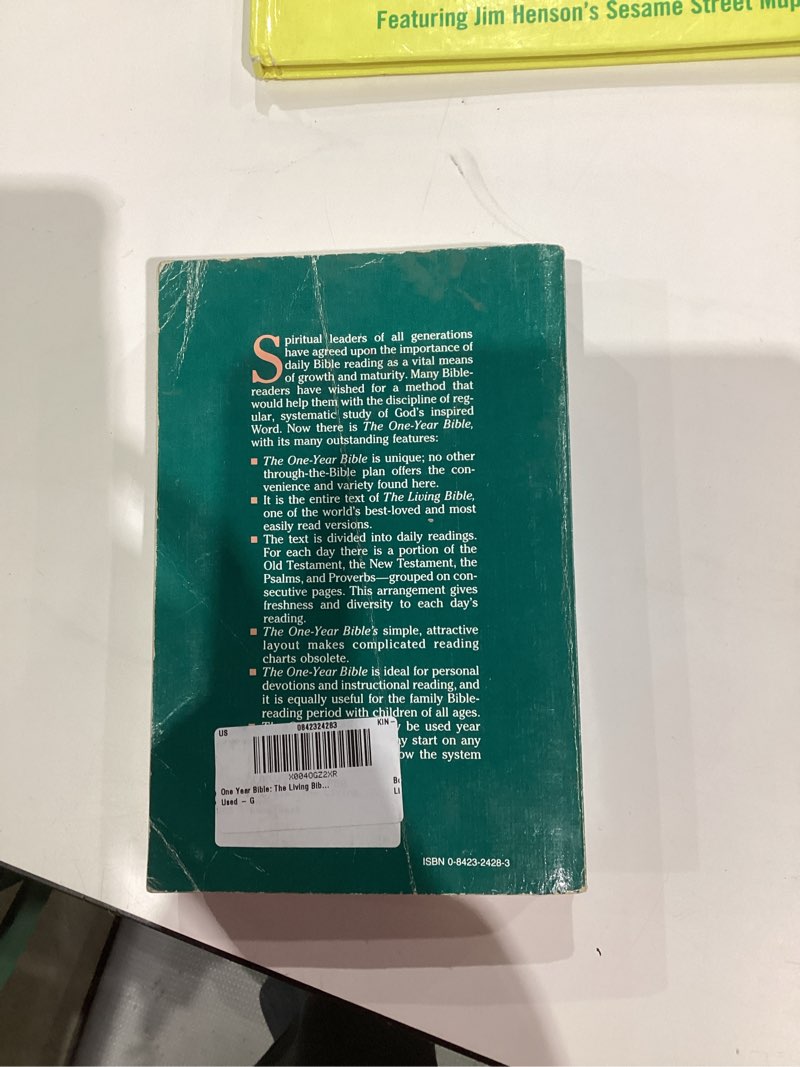 Featuring Jim Henson's Sesame Street
Spiritual leaders of all generations
have agreed upon the importance of
daily Bible reading as a vital means
of growth and maturity. Many Bible-
readers have wished for a method that
would help them with the discipline of reg-
ular, systematic study of God's inspired
Word. Now there is The One-Year Bible,
with its many outstanding features:
■ The One-Year Bible is unique; no other
through-the-Bible plan offers the con-
venience and variety found here.
■ It is the entire text of The Living Bible,
one of the world's best-loved and most
easily read versions.
■ The text is divided into daily readings.
For each day there is a portion of the
Old Testament, the New Testament, the
Psalms, and Proverbs—grouped on con-
secutive pages. This arrangement gives
freshness and diversity to each day's
reading.
■ The One-Year Bible's simple, attractive
layout makes complicated reading
charts obsolete.
■ The One-Year Bible is ideal for personal
devotions and instructional reading, and
it is equally useful for the family Bible-
reading period with children of all ages.
be used year
start on any
the system
US 0842324283 KIN-
X0040GZ2XR
One Year Bible: The Living Bib...
Used - G
ISBN 0-8423-2428-3